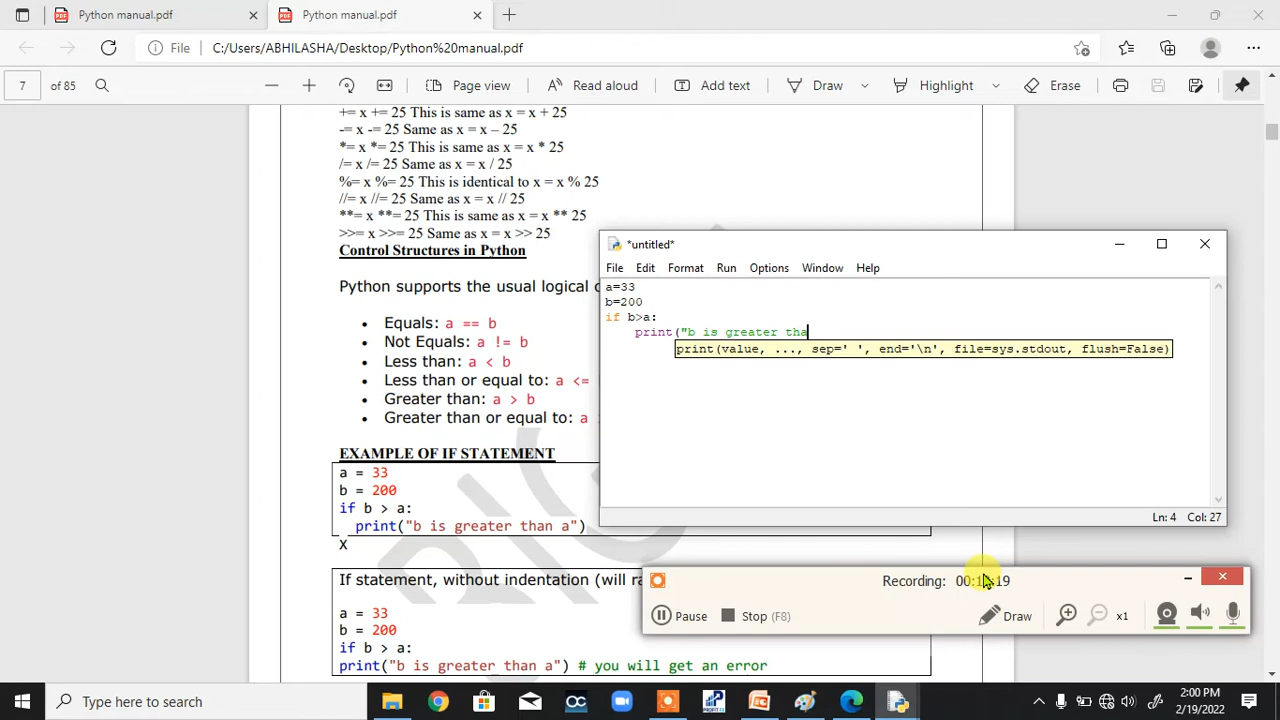 Python manual.pdf
Python manual.pdf
File C:/Users/ABHILASHA/Desktop/Python%20manual.pdf
7 of 85 Page view Read aloud Add text Draw Highlight Erase
+= x += 25 This is same as x = x + 25
-= x -= 25 Same as x = x – 25
*= x *= 25 This is same as x = x * 25
/= x /= 25 Same as x = x / 25
%= x %= 25 This is identical to x = x % 25
//= x //= 25 Same as x = x // 25
**= x **= 25 This is same as x = x ** 25
>>= x >>= 25 Same as x = x >> 25
Control Structures in Python
Python supports the usual logical
Equals: a == b
Not Equals: a != b
Less than: a < b
Less than or equal to: a <=
Greater than: a > b
Greater than or equal to: a
EXAMPLE OF IF STATEMENT
a = 33
b = 200
if b > a:
print("b is greater than a")
X
If statement, without indentation (will
a = 33
b = 200
if b > a:
print("b is greater than a") # you will get an error
*untitled*
File Edit Format Run Options Window Help
a=33
b=200
if b>a:
print("b is greater tha
print(value, ..., sep=' ', end='\n', file=sys.stdout, flush=False)
Ln: 4 Col: 27
Recording:
Pause Stop (F8) Draw x1
Type here to search
2:00 PM
2/19/2022